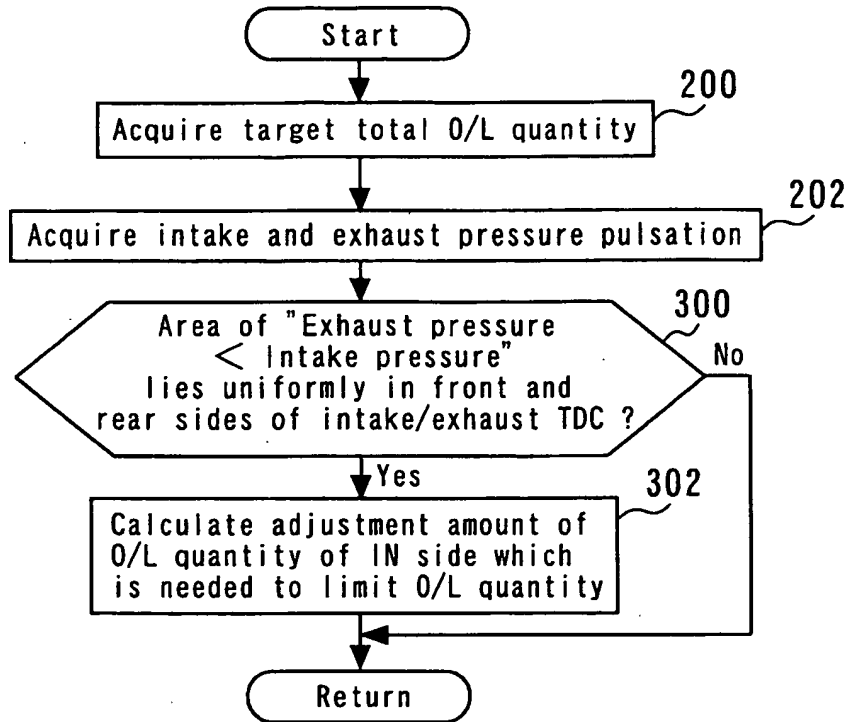 Start
200
Acquire target total O/L quantity
202
Acquire intake and exhaust pressure pulsation
300
Area of "Exhaust pressure
< Intake pressure"
lies uniformly in front and
rear sides of intake/exhaust TDC ?
No
Yes
302
Calculate adjustment amount of
O/L quantity of IN side which
is needed to limit O/L quantity
Return